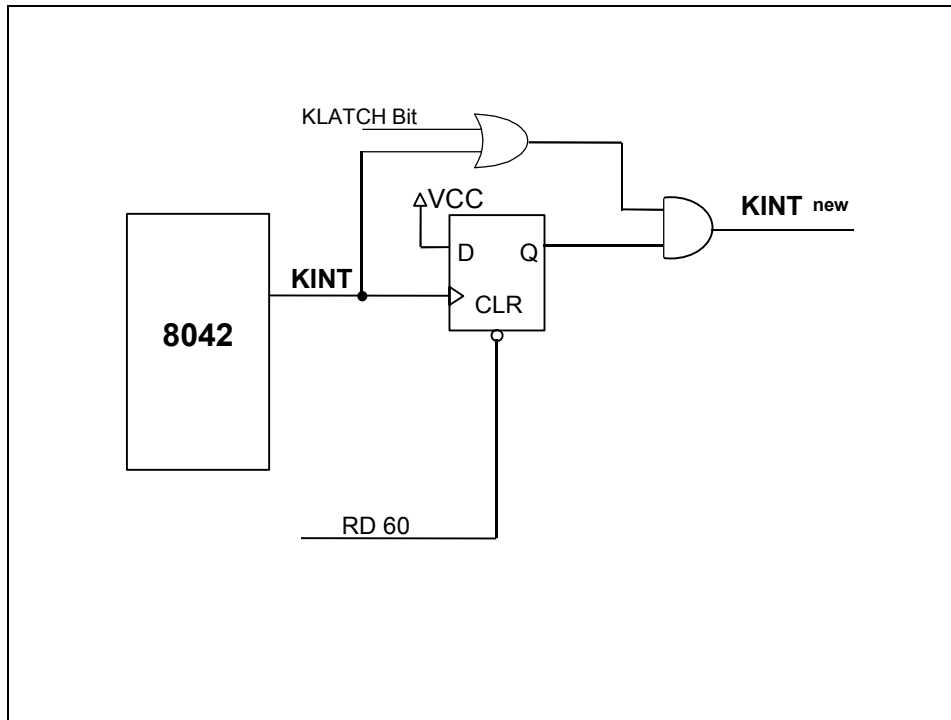 KLATCH Bit
VCC
KINT new
D Q
KINT
CLR
8042
RD 60